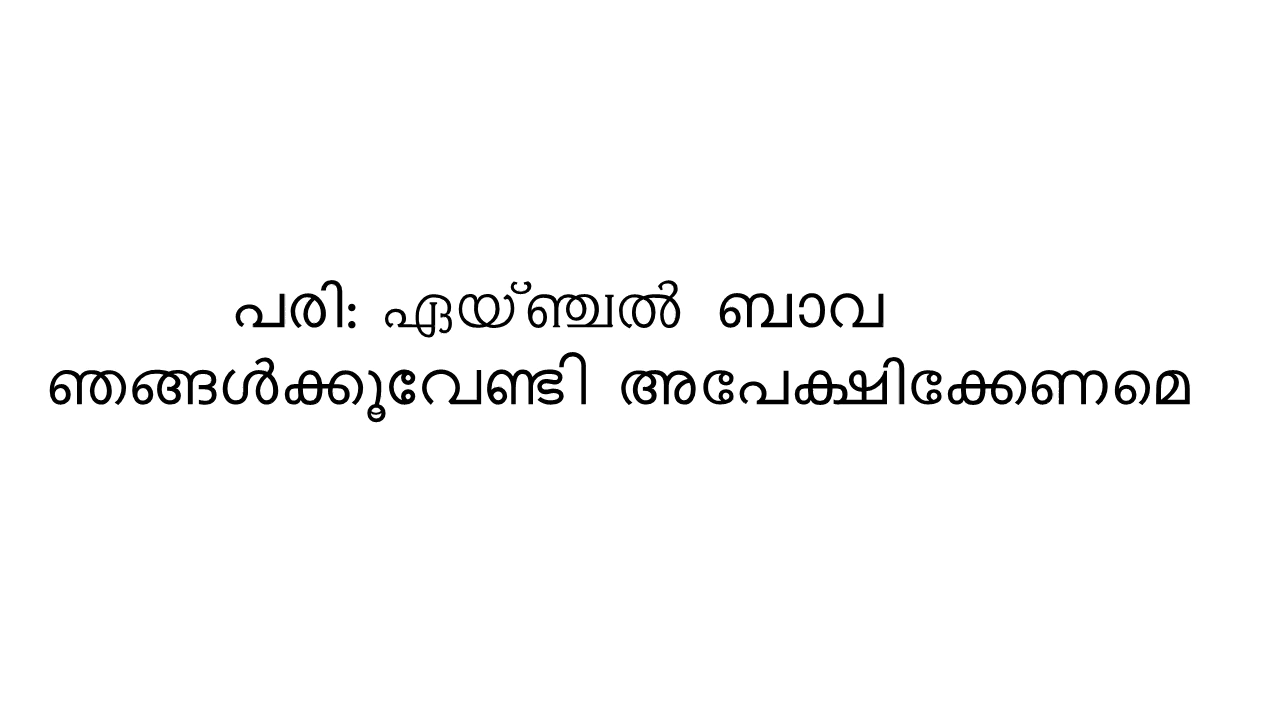 പരി: ഏയ്ഞ്ചൽ ബാവ
ഞങ്ങൾക്കൂവേണ്ടി അപേക്ഷിക്കേണമെ